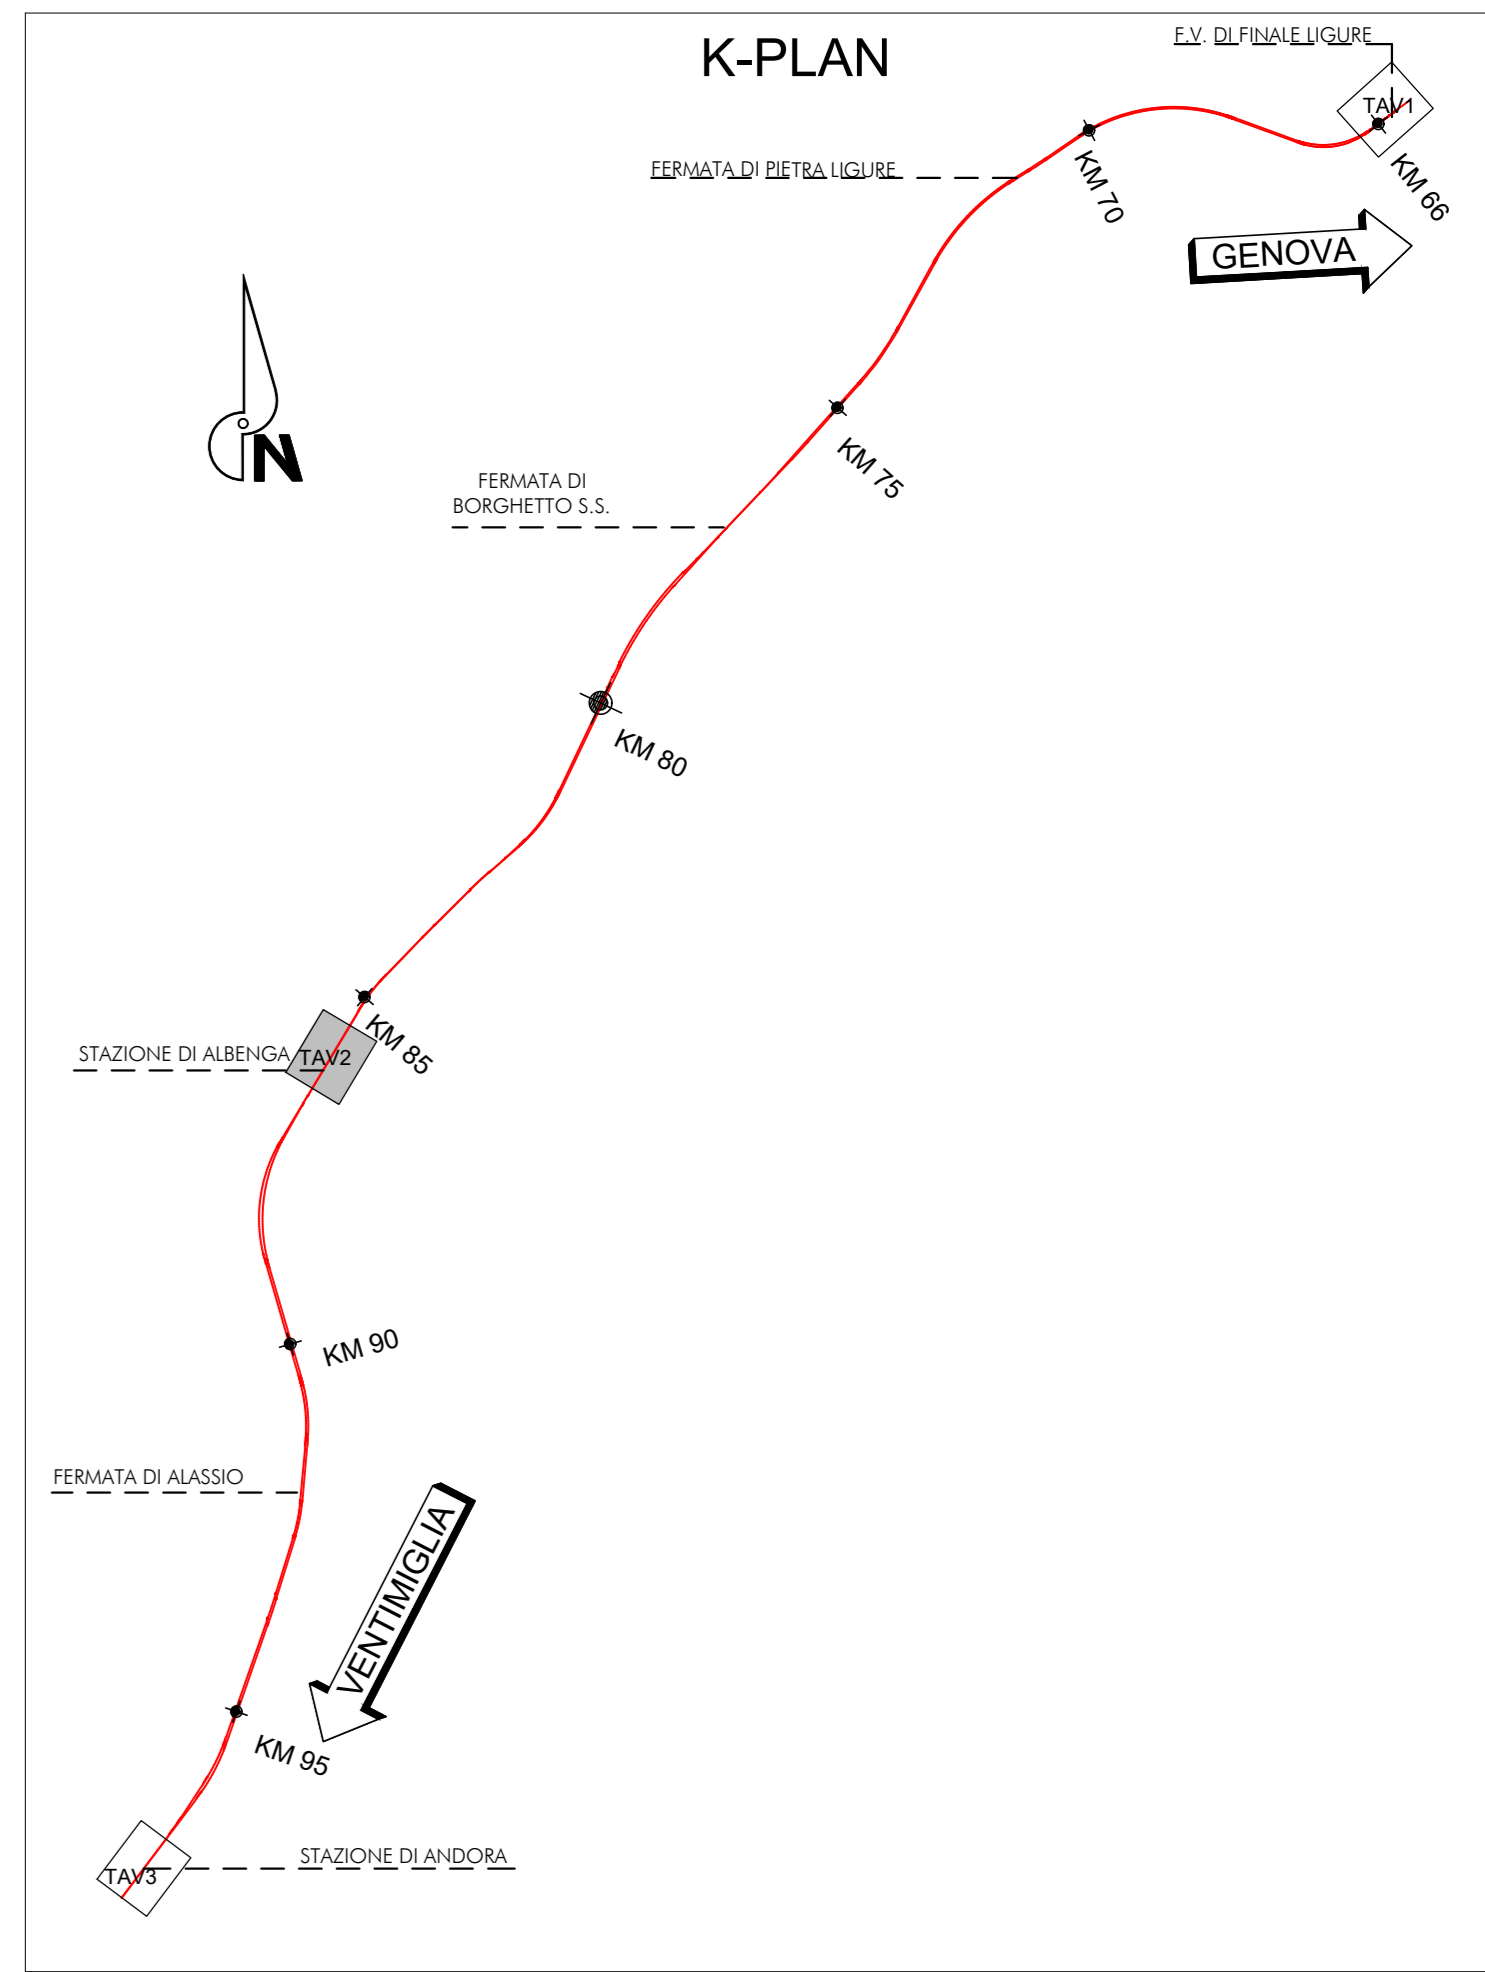 K-PLAN
F.V. DI FINALE LIGURE
TAV1
KM 66
KM 70
FERMATA DI PIETRA LIGURE
GENOVA
N
KM 75
FERMATA DI
BORGHETTO S.S.
KM 80
KM 85
STAZIONE DI ALBENGA
TAV2
KM 90
FERMATA DI ALASSIO
VENTIMIGLIA
KM 95
STAZIONE DI ANDORA
TAV3